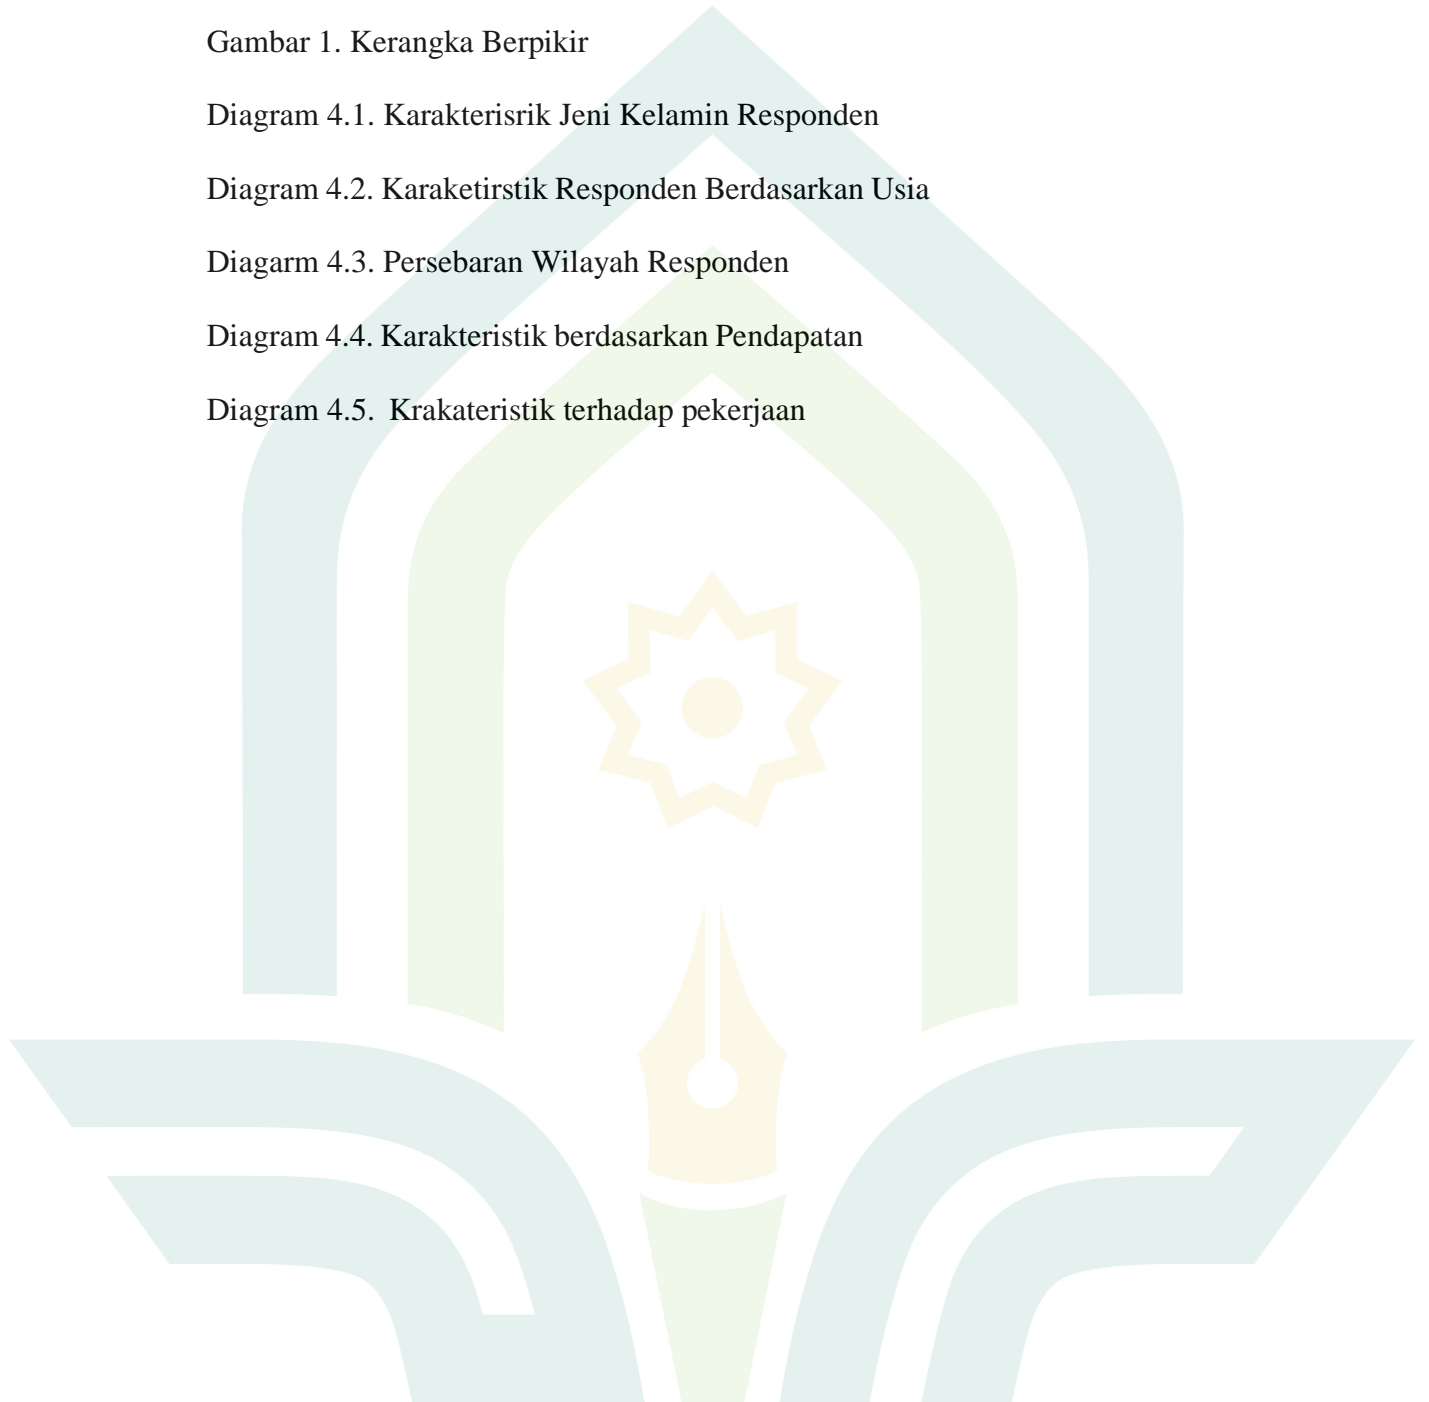 Gambar 1. Kerangka Berpikir
Diagram 4.1. Karakterisrik Jeni Kelamin Responden
Diagram 4.2. Karaketirstik Responden Berdasarkan Usia
Diagarm 4.3. Persebaran Wilayah Responden
Diagram 4.4. Karakteristik berdasarkan Pendapatan
Diagram 4.5.  Krakateristik terhadap pekerjaan